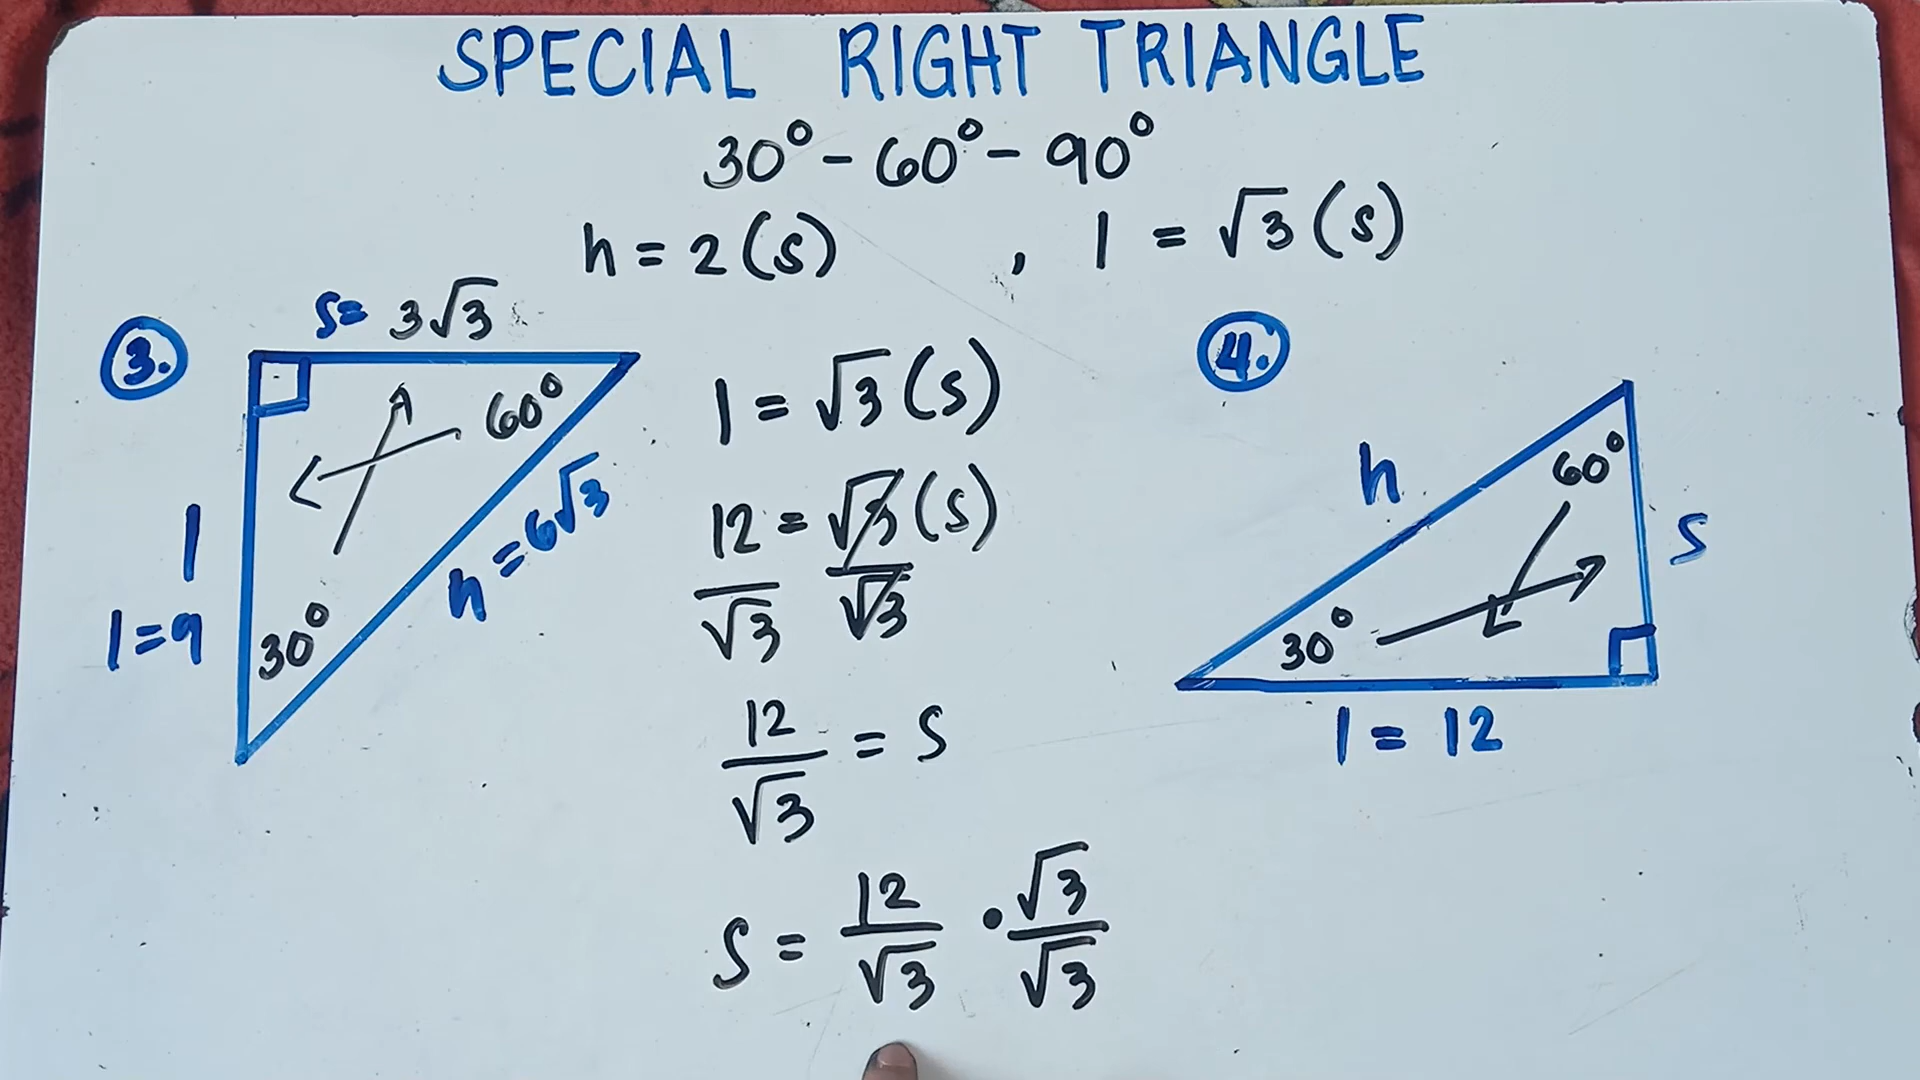 SPECIAL RIGHT TRIANGLE
30° - 60° - 90°
h = 2(s) , l = √3(s)
3.
s = 3√3
60°
l
l = 9
30°
h = 6√3
l = √3(s)
12 = √3(s)
√3 √3
12/√3 = s
s = 12/√3 • √3/√3
4.
h
60°
s
30°
l = 12